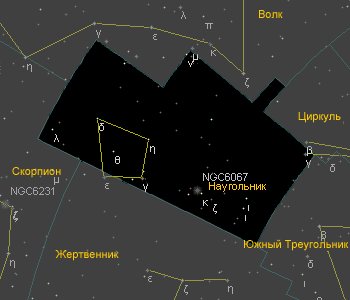 λ
π
Волк
γ
ε
κ
η
ν
μ
ζ
Циркуль
δ
λ
η
β
γ
δ
θ
Скорпион
NGC6067
μ
ε
γ
Наугольник
NGC6231
κ
ζ
ι
ζ
ι
β
Южный Треугольник
η
Жертвенник
δ
ε
ζ
η